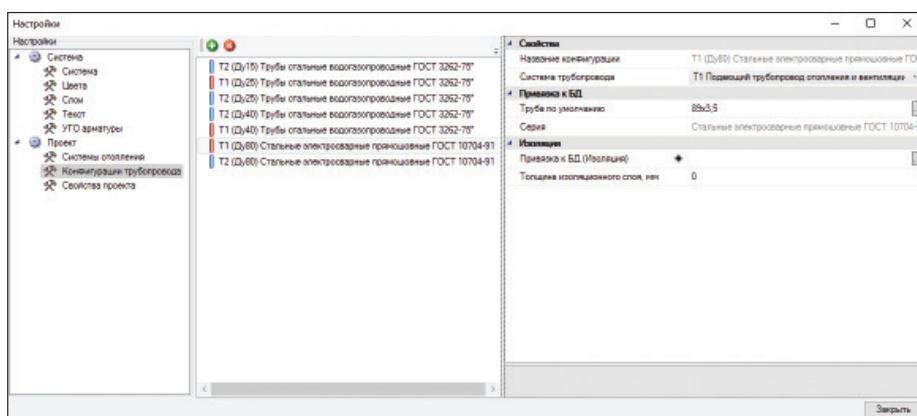 Настройки
Настройки
Система
Система
Цвета
Слои
Текст
УГО арматуры
Проект
Системы отопления
Конфигурации трубопровода
Свойства проекта
Т2 (Ду15) Трубы стальные водогазопроводные ГОСТ 3262-75*
Т1 (Ду25) Трубы стальные водогазопроводные ГОСТ 3262-75*
Т2 (Ду25) Трубы стальные водогазопроводные ГОСТ 3262-75*
Т2 (Ду40) Трубы стальные водогазопроводные ГОСТ 3262-75*
Т1 (Ду40) Трубы стальные водогазопроводные ГОСТ 3262-75*
Т1 (Ду80) Стальные электросварные прямошовные ГОСТ 10704-91
Т2 (Ду80) Стальные электросварные прямошовные ГОСТ 10704-91
Свойства
Название конфигурации Т1 (Ду80) Стальные электросварные прямошовные ГО
Система трубопровода Т1 Подающий трубопровод отопления и вентиляции
Привязка к БД
Труба по умолчанию 89x3,5
Серия Стальные электросварные прямошовные ГОСТ 10704-
Изоляция
Привязка к БД (Изоляция)
Толщина изоляционного слоя, мм 0
Закрыть